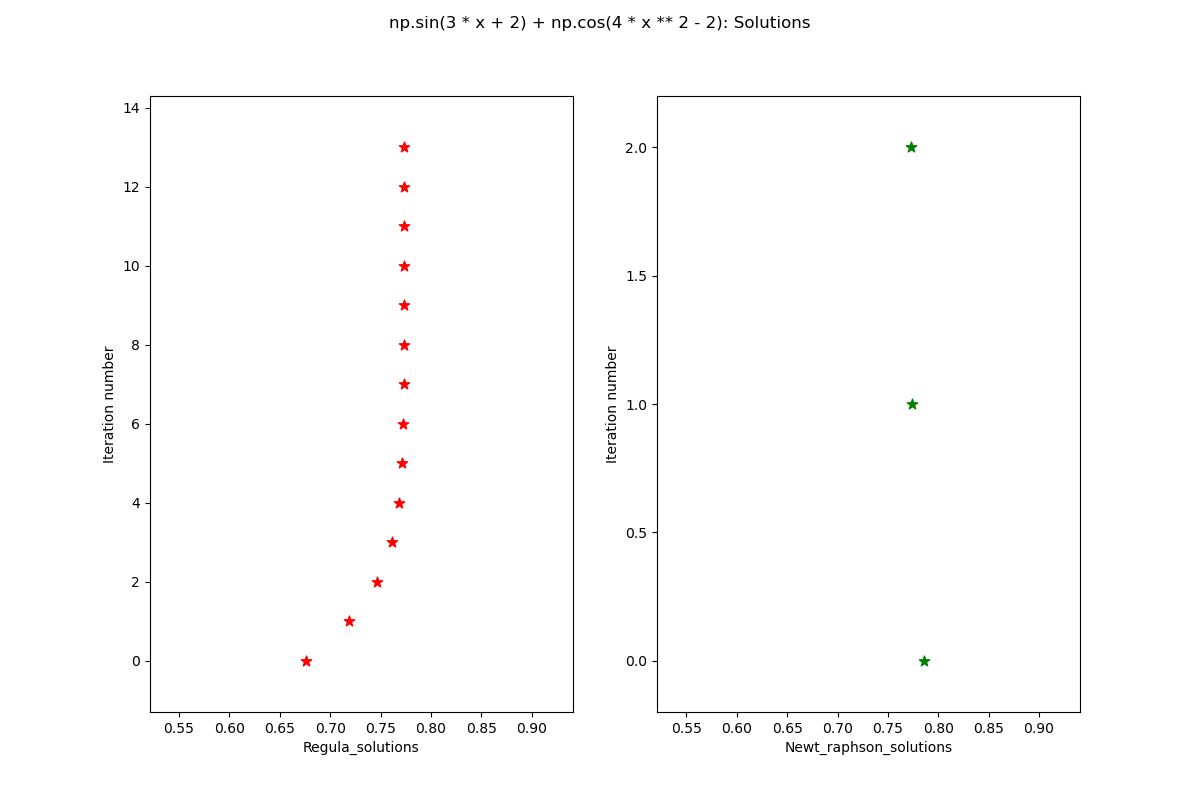 np.sin(3 * x + 2) + np.cos(4 * x ** 2 - 2): Solutions
14
12
10
8
6
4
2
0
Iteration number
0.55 0.60 0.65 0.70 0.75 0.80 0.85 0.90
Regula_solutions
2.0
1.5
1.0
0.5
0.0
Iteration number
0.55 0.60 0.65 0.70 0.75 0.80 0.85 0.90
Newt_raphson_solutions